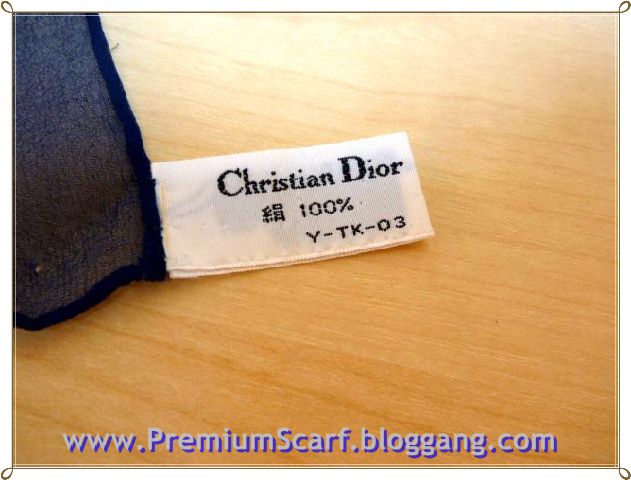 Christian Dior
絹 100%
Y-TK-03
www.PremiumScarf.bloggang.com